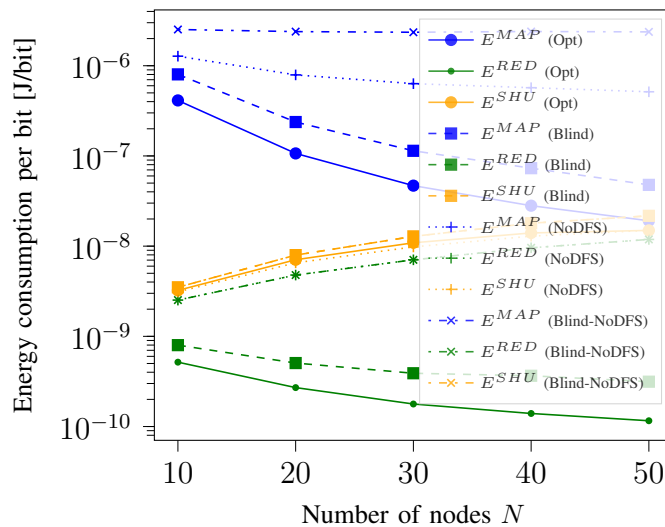 Energy consumption per bit [J/bit]
10^{-6}
10^{-7}
10^{-8}
10^{-9}
10^{-10}
10 20 30 40 50
Number of nodes N
E^{MAP} (Opt)
E^{RED} (Opt)
E^{SHU} (Opt)
E^{MAP} (Blind)
E^{RED} (Blind)
E^{SHU} (Blind)
E^{MAP} (NoDFS)
E^{RED} (NoDFS)
E^{SHU} (NoDFS)
E^{MAP} (Blind-NoDFS)
E^{RED} (Blind-NoDFS)
E^{SHU} (Blind-NoDFS)